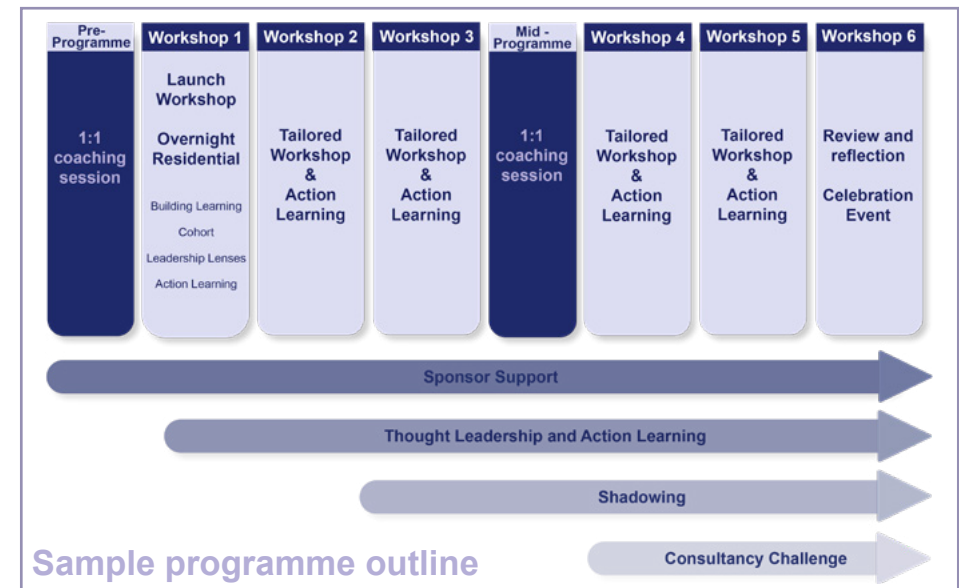 Pre-
Programme
1:1
coaching
session
Workshop 1
Launch
Workshop
Overnight
Residential
Building Learning
Cohort
Leadership Lenses
Action Learning
Workshop 2
Tailored
Workshop
&
Action
Learning
Workshop 3
Tailored
Workshop
&
Action
Learning
Mid -
Programme
1:1
coaching
session
Workshop 4
Tailored
Workshop
&
Action
Learning
Workshop 5
Tailored
Workshop
&
Action
Learning
Workshop 6
Review and
reflection
Celebration
Event
Sponsor Support
Thought Leadership and Action Learning
Shadowing
Consultancy Challenge
Sample programme outline